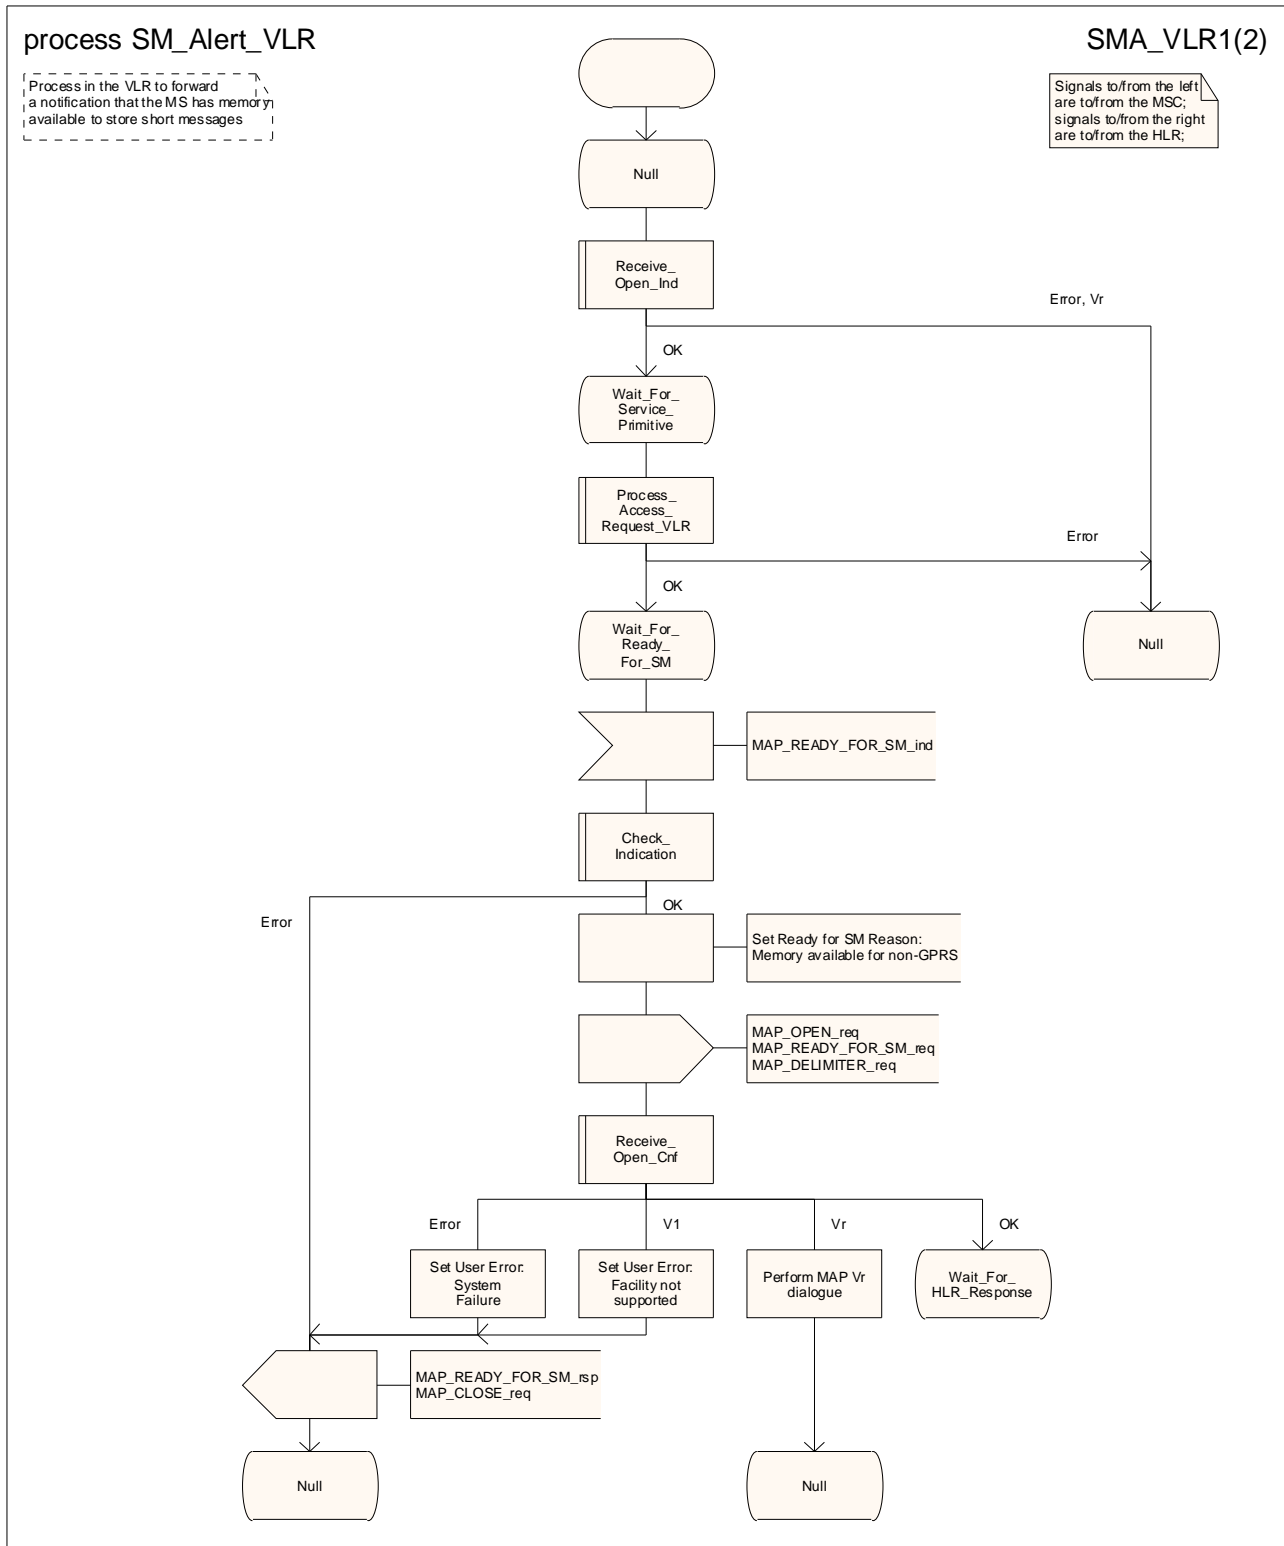 process SM_Alert_VLR
SMA_VLR1(2)
Process in the VLR to forward
a notification that the MS has memory
available to store short messages
Signals to/from the left
are to/from the MSC;
signals to/from the right
are to/from the HLR;
Null
Receive_
Open_Ind
Error, Vr
OK
Wait_For_
Service_
Primitive
Process_
Access_
Request_VLR
Error
OK
Wait_For_
Ready_
For_SM
Null
MAP_READY_FOR_SM_ind
Check_
Indication
Error
OK
Set Ready for SM Reason:
Memory available for non-GPRS
MAP_OPEN_req
MAP_READY_FOR_SM_req
MAP_DELIMITER_req
Receive_
Open_Cnf
Error
V1
Vr
OK
Set User Error:
System
Failure
Set User Error:
Facility not
supported
Perform MAP Vr
dialogue
Wait_For_
HLR_Response
MAP_READY_FOR_SM_rsp
MAP_CLOSE_req
Null
Null